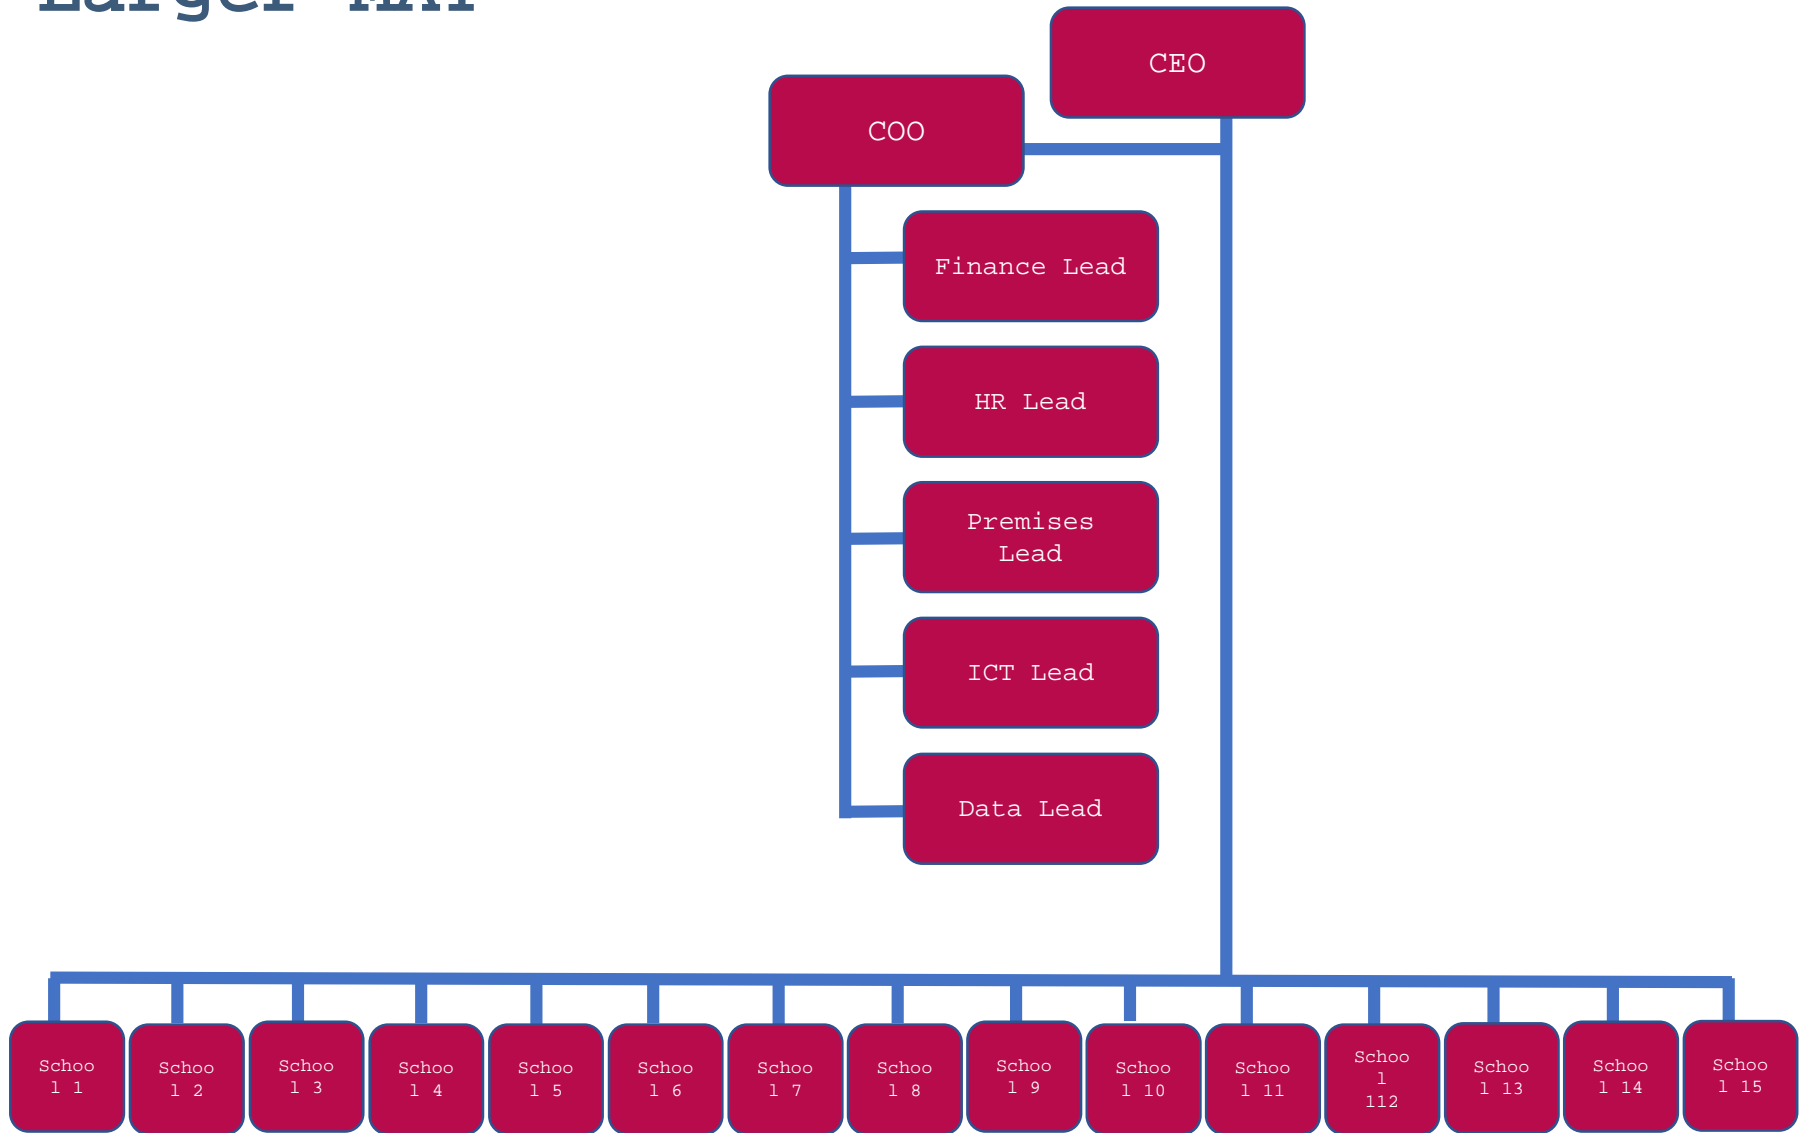 Larger MAT
CEO
COO
Finance Lead
HR Lead
Premises
Lead
ICT Lead
Data Lead
Schoo
l 1
Schoo
l 2
Schoo
l 3
Schoo
l 4
Schoo
l 5
Schoo
l 6
Schoo
l 7
Schoo
l 8
Schoo
l 9
Schoo
l 10
Schoo
l 11
Schoo
l
112
Schoo
l 13
Schoo
l 14
Schoo
l 15